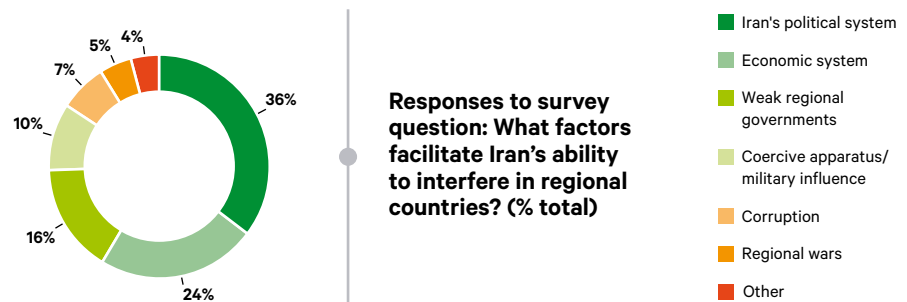 4%
5%
7%
10%
16%
24%
36%
Responses to survey
question: What factors
facilitate Iran’s ability
to interfere in regional
countries? (% total)
Iran's political system
Economic system
Weak regional
governments
Coercive apparatus/
military influence
Corruption
Regional wars
Other